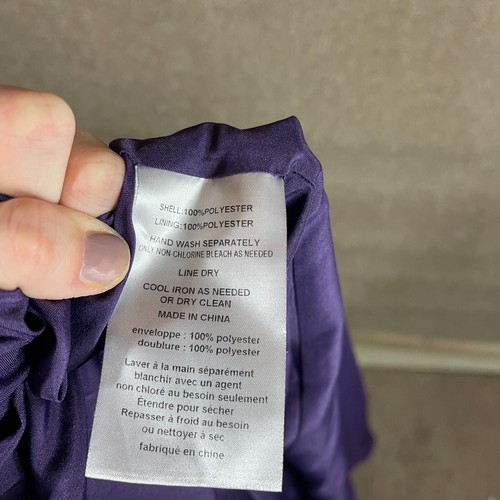 SHELL:100%POLYESTER
LINING:100%POLYESTER
HAND WASH SEPARATELY
ONLY NON-CHLORINE BLEACH AS NEEDED
LINE DRY
COOL IRON AS NEEDED
OR DRY CLEAN
MADE IN CHINA
enveloppe : 100% polyester
doublure : 100% polyester
Laver à la main séparément
blanchir avec un agent
non chloré au besoin seulement
Étendre pour sécher
Repasser à froid au besoin
ou nettoyer à sec
fabriqué en chine